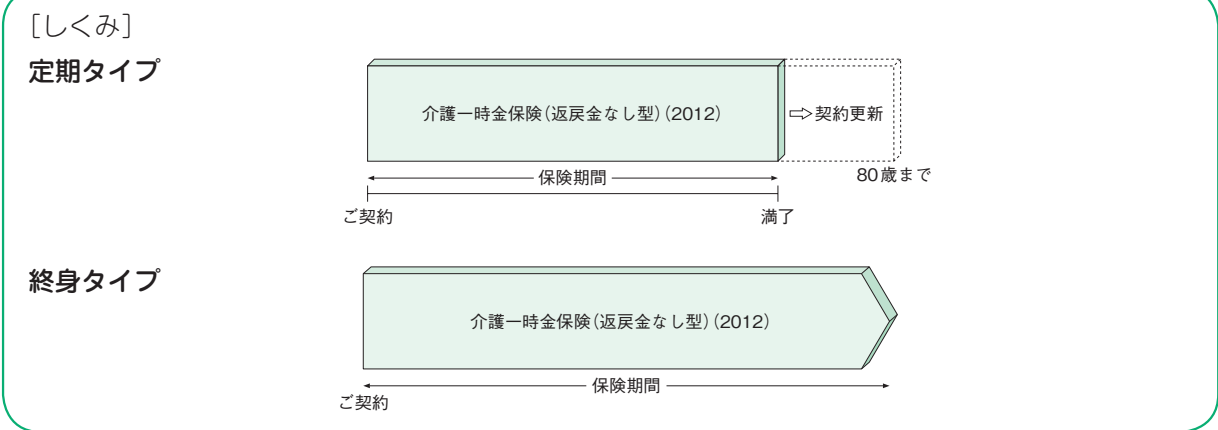 ［しくみ］
定期タイプ
介護一時金保険（返戻金なし型）（2012）
⇨契約更新
保険期間
80歳まで
ご契約
満了
終身タイプ
介護一時金保険（返戻金なし型）（2012）
保険期間
ご契約